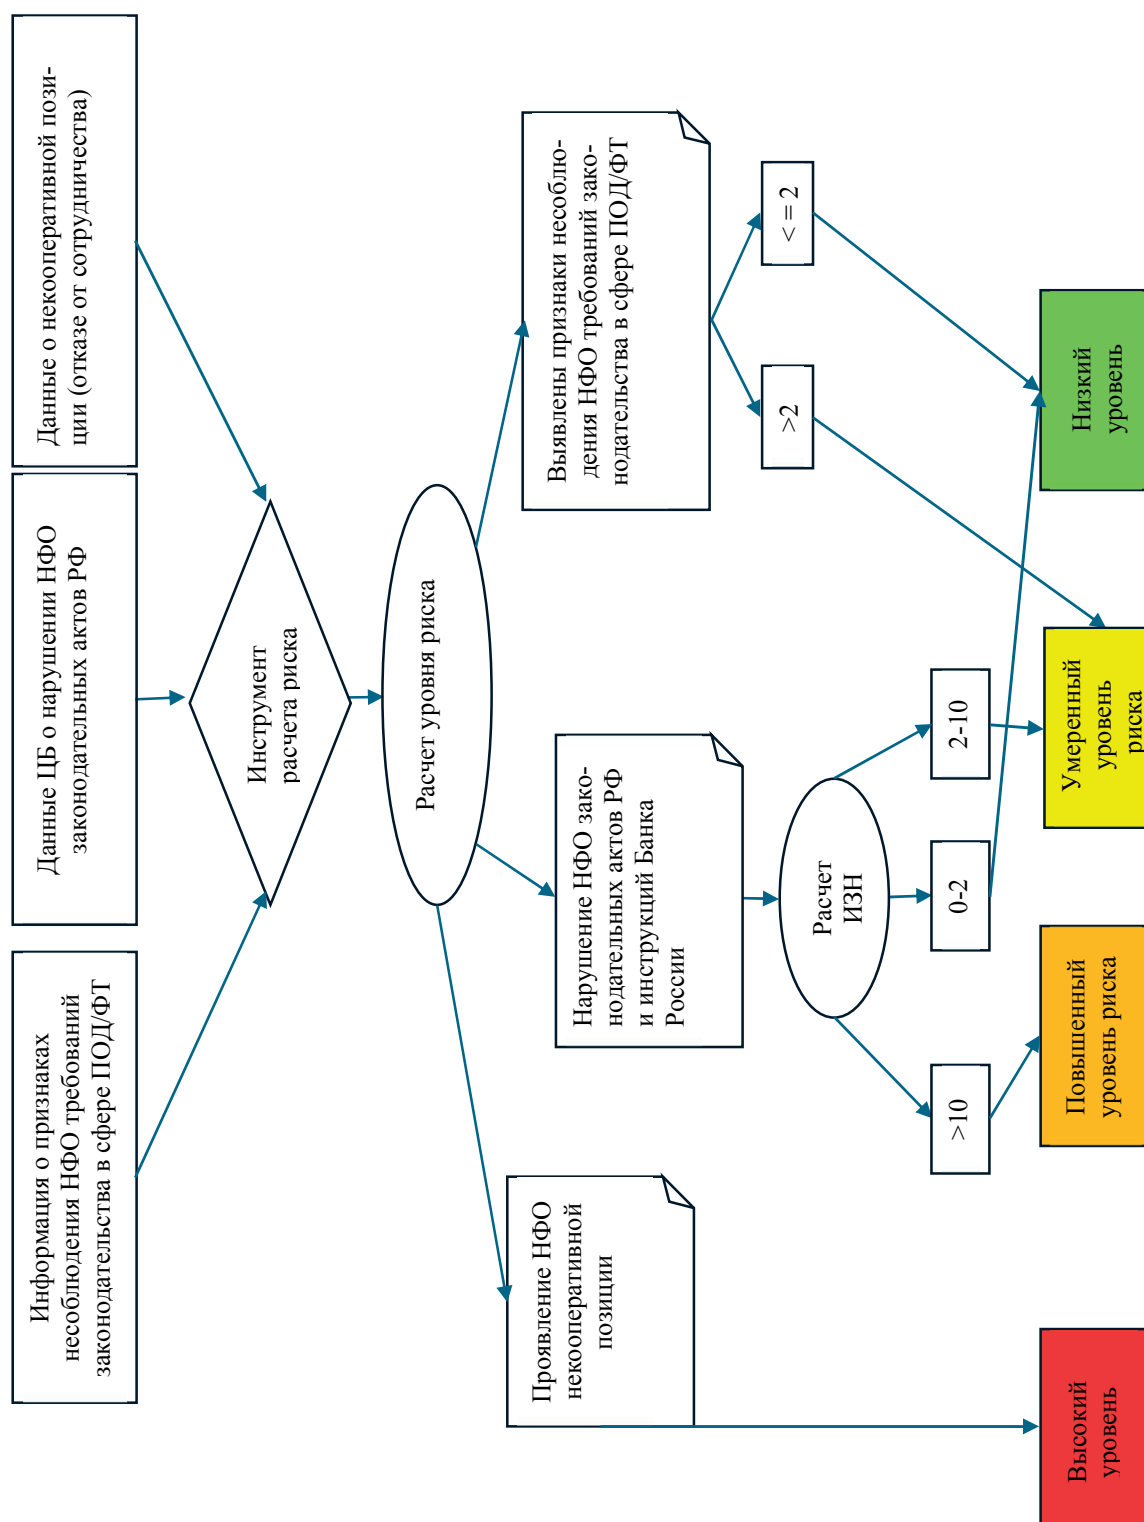 Информация о признаках
несоблюдения НФО требований
законодательства в сфере ПОД/ФТ
Данные ЦБ о нарушении НФО
законодательных актов РФ
Данные о некооперативной пози-
ции (отказе от сотрудничества)
Инструмент
расчета риска
Расчет уровня риска
Проявление НФО
некооперативной
позиции
Нарушение НФО зако-
нодательных актов РФ
и инструкций Банка
России
Выявлены признаки несоблю-
дения НФО требований зако-
нодательства в сфере ПОД/ФТ
Расчет
ИЗН
>2
<= 2
>10
0-2
2-10
Высокий
уровень
Повышенный
уровень риска
Умеренный
уровень
риска
Низкий
уровень